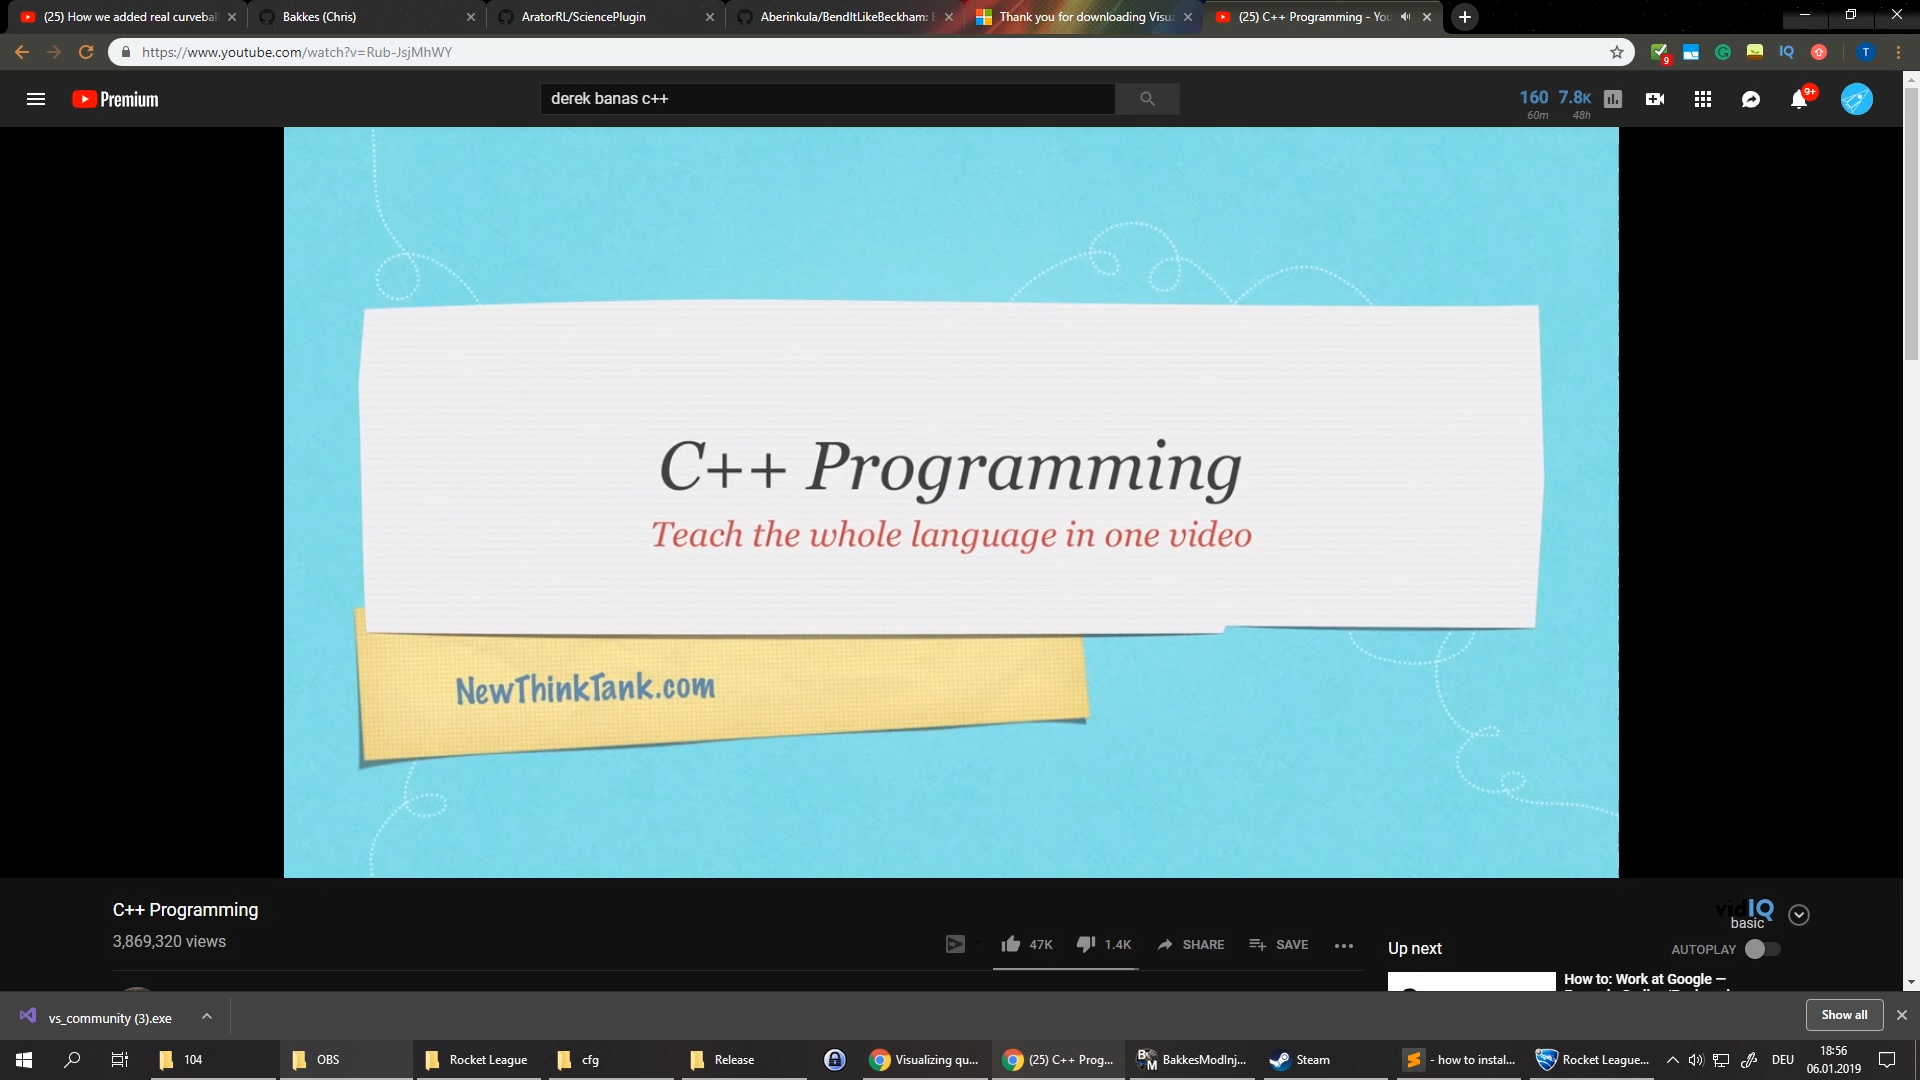 (25) How we added real curveball
Bakkes (Chris)
AratorRL/SciencePlugin
Aberinkula/BendItLikeBeckham:
Thank you for downloading Visu
(25) C++ Programming - You
https://www.youtube.com/watch?v=Rub-JsjMhWY
9
IQ
T
Premium
derek banas c++
160 7.8K
60m 48h
9+
C++ Programming
Teach the whole language in one video
NewThinkTank.com
C++ Programming
3,869,320 views
47K
1.4K
SHARE
SAVE
vidIQ
basic
Up next
AUTOPLAY
How to: Work at Google —
vs_community (3).exe
Show all
104
OBS
Rocket League
cfg
Release
Visualizing qu...
(25) C++ Prog...
BakkesModInj...
Steam
- how to instal...
Rocket League...
DEU
18:56
06.01.2019